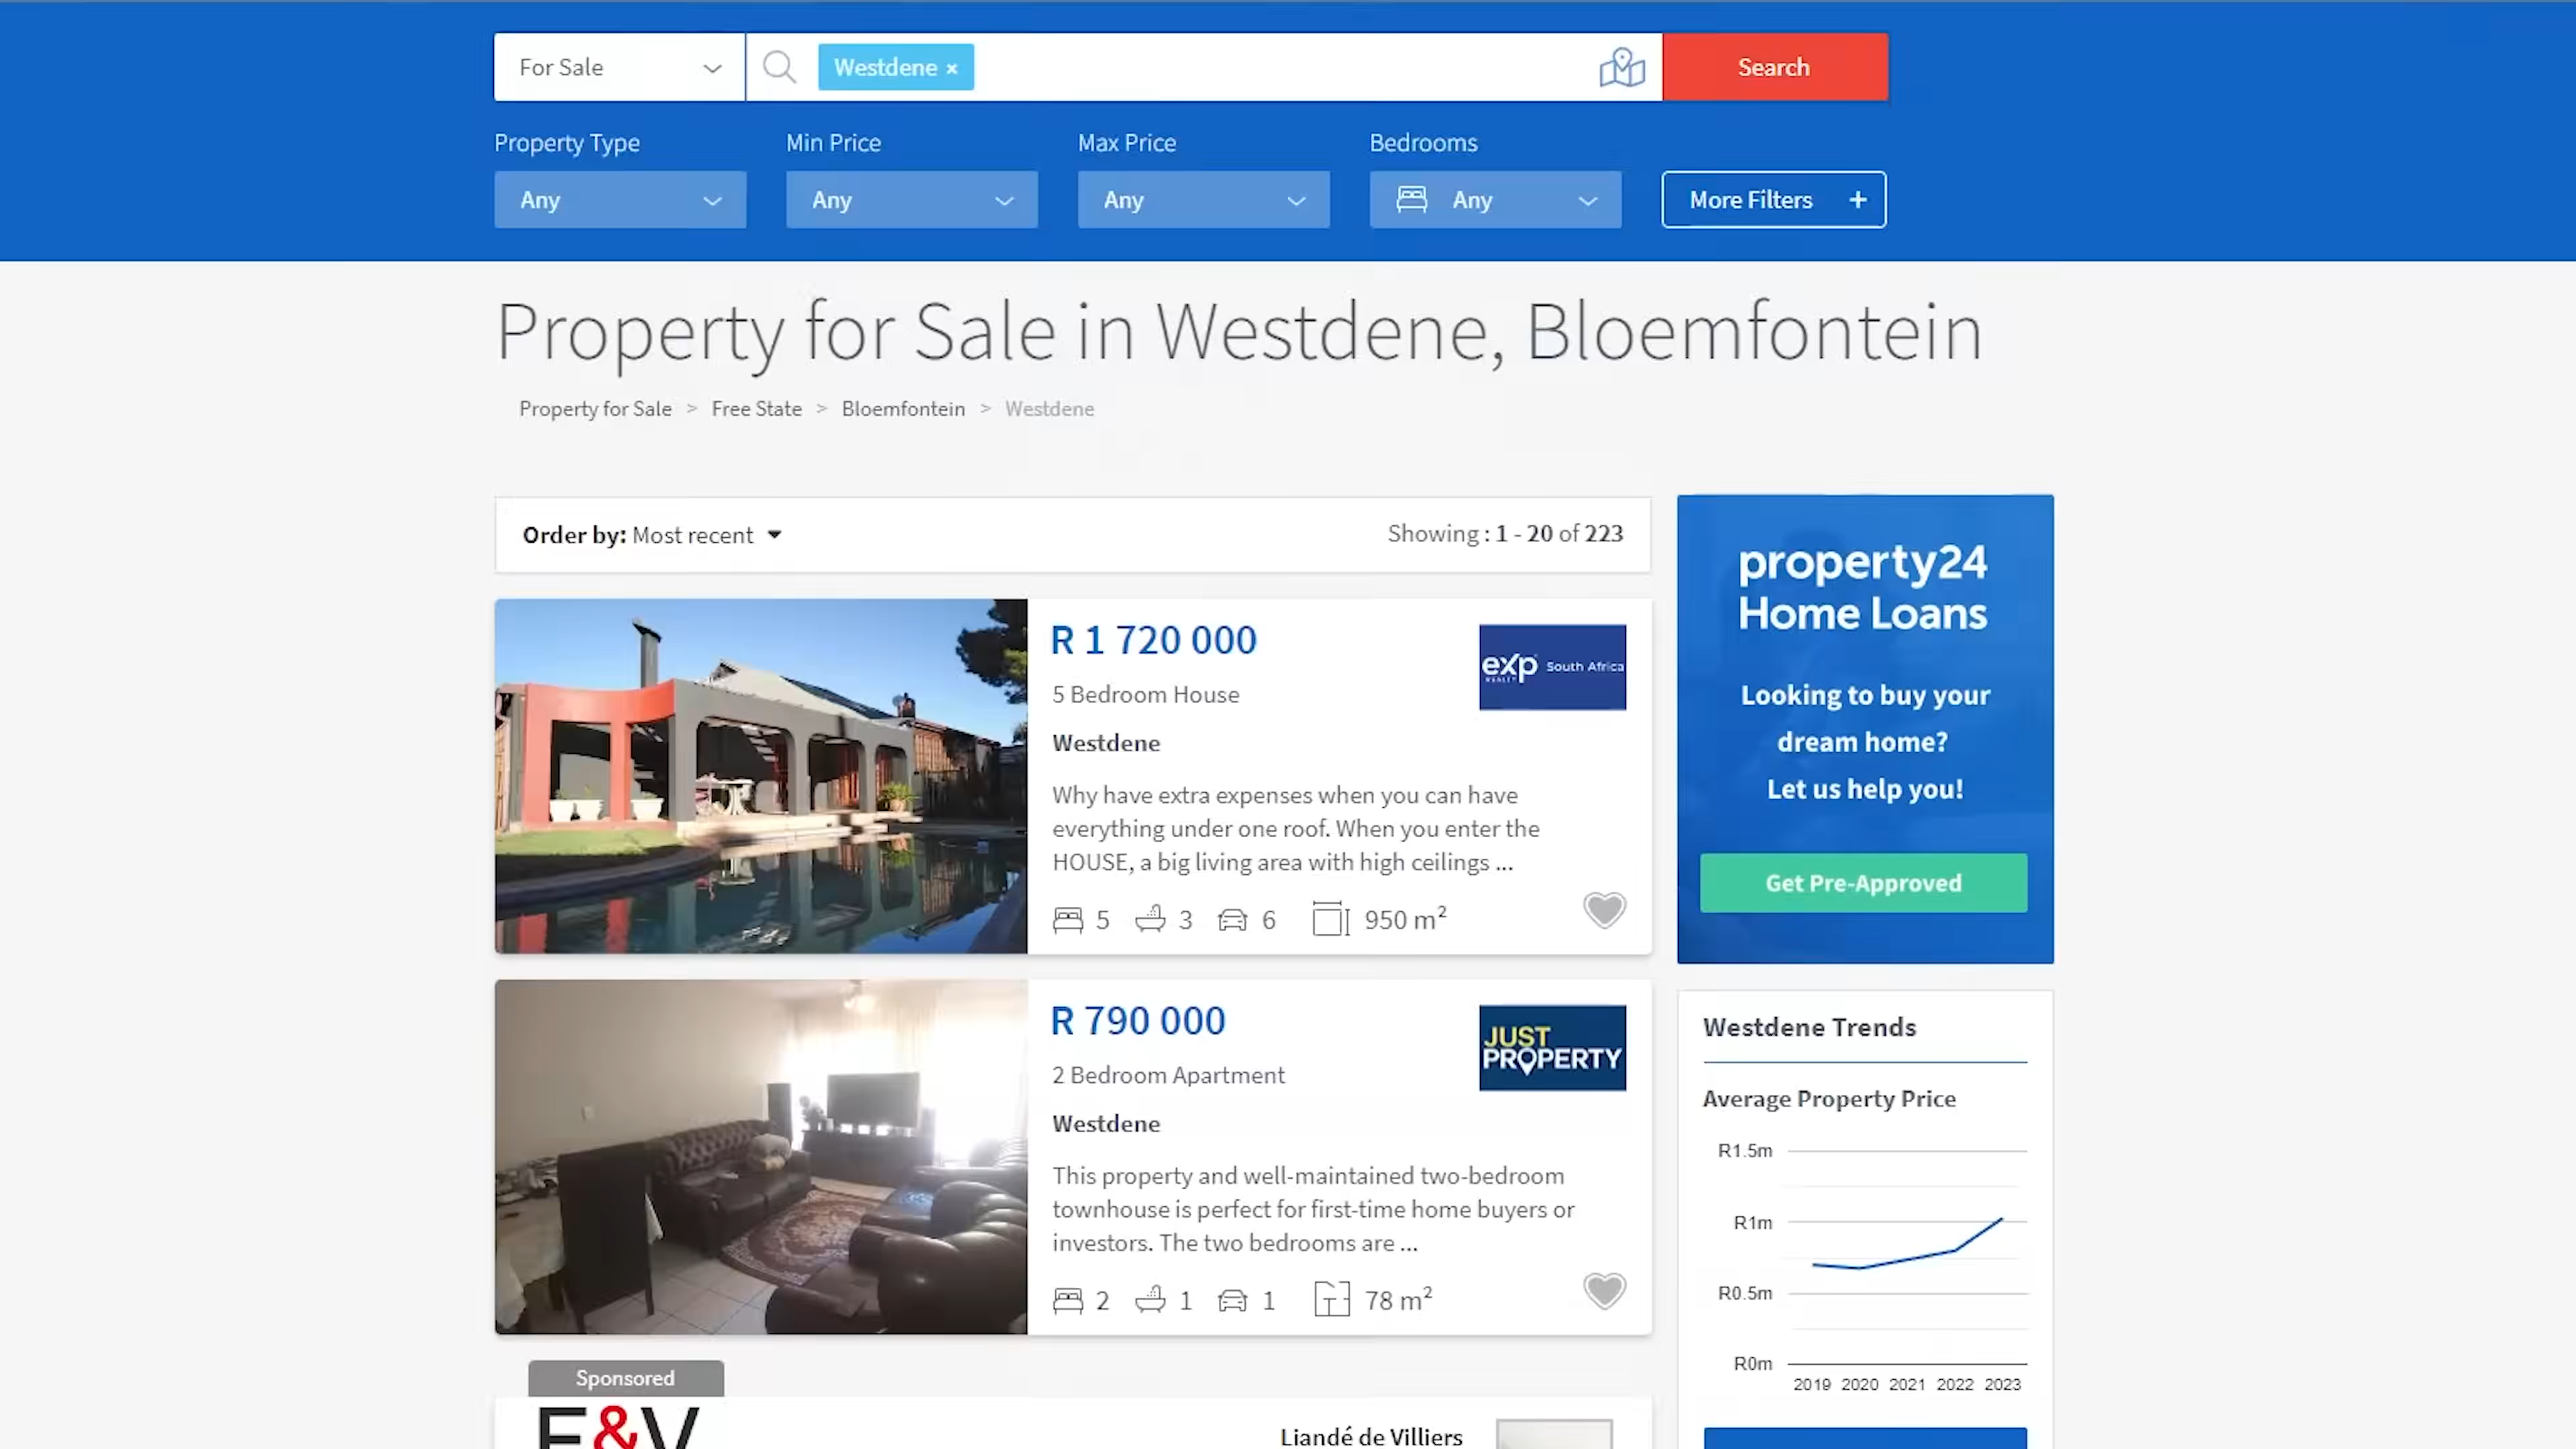 For Sale
Westdene ×
Search
Property Type
Min Price
Max Price
Bedrooms
Any
Any
Any
Any
More Filters +
Property for Sale in Westdene, Bloemfontein
Property for Sale > Free State > Bloemfontein > Westdene
Order by: Most recent
Showing : 1 - 20 of 223
R 1 720 000
exp South Africa
REALTY
5 Bedroom House
Westdene
Why have extra expenses when you can have
everything under one roof. When you enter the
HOUSE, a big living area with high ceilings ...
5 3 6 950 m²
R 790 000
JUST
PROPERTY
2 Bedroom Apartment
Westdene
This property and well-maintained two-bedroom
townhouse is perfect for first-time home buyers or
investors. The two bedrooms are ...
2 1 1 78 m²
Sponsored
E&V
Liandé de Villiers
property24
Home Loans
Looking to buy your
dream home?
Let us help you!
Get Pre-Approved
Westdene Trends
Average Property Price
R1.5m
R1m
R0.5m
R0m
2019 2020 2021 2022 2023